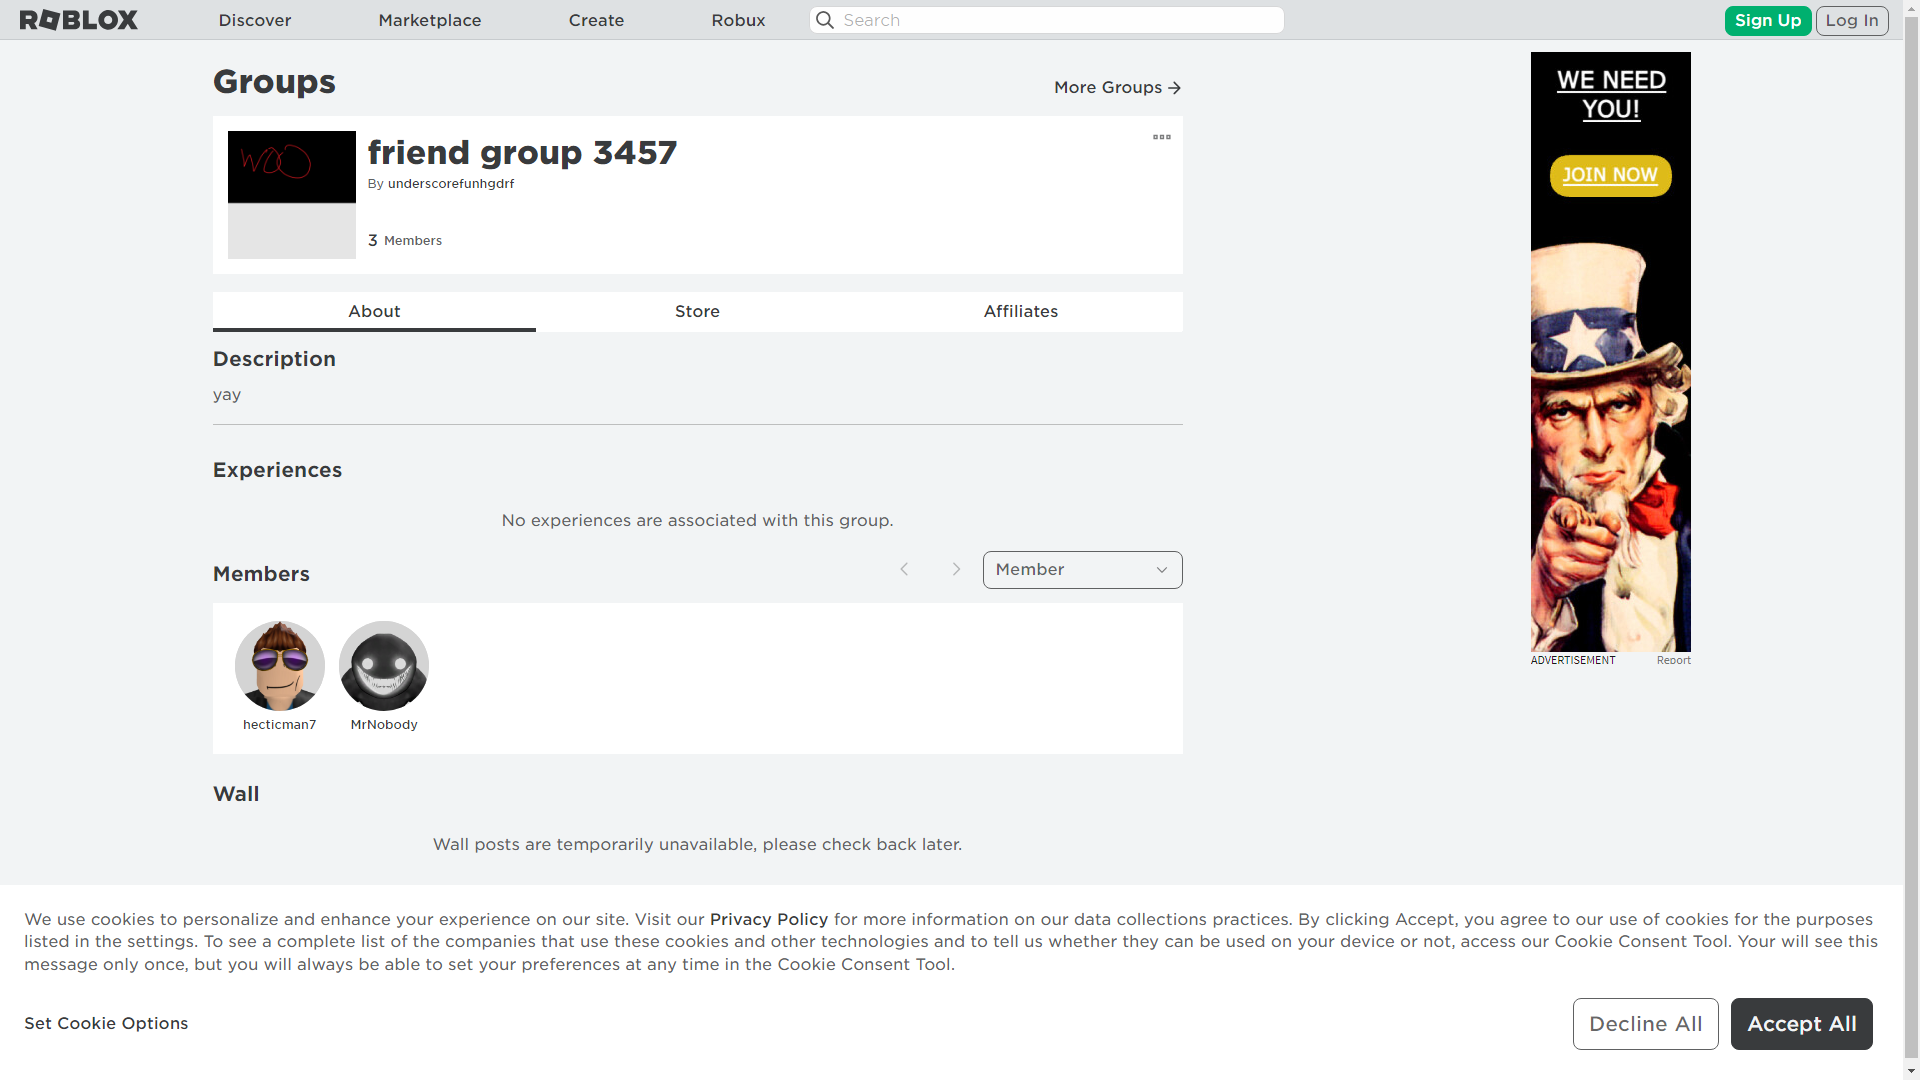 ROBLOX
Discover
Marketplace
Create
Robux
Search
Sign Up
Log In
Groups
More Groups
WOO
friend group 3457
By underscorefunhgdrf
3 Members
About
Store
Affiliates
Description
yay
Experiences
No experiences are associated with this group.
Members
Member
hecticman7
MrNobody
Wall
Wall posts are temporarily unavailable, please check back later.
WE NEED
YOU!
JOIN NOW
ADVERTISEMENT
Report
We use cookies to personalize and enhance your experience on our site. Visit our Privacy Policy for more information on our data collections practices. By clicking Accept, you agree to our use of cookies for the purposes
listed in the settings. To see a complete list of the companies that use these cookies and other technologies and to tell us whether they can be used on your device or not, access our Cookie Consent Tool. Your will see this
message only once, but you will always be able to set your preferences at any time in the Cookie Consent Tool.
Set Cookie Options
Decline All
Accept All